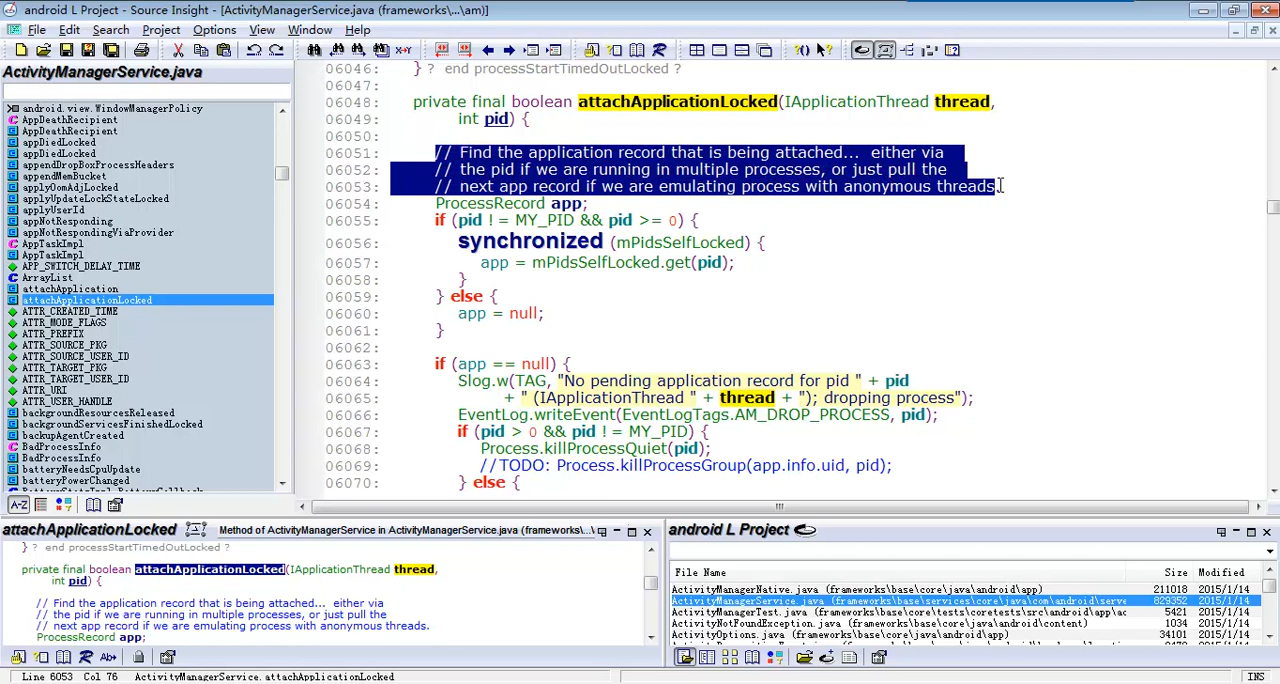 android L Project - Source Insight - [ActivityManagerService.java (frameworks\...\am)]
File Edit Search Project Options View Window Help
ActivityManagerService.java
android.view.WindowManagerPolicy
AppDeathRecipient
AppDeathRecipient
appDiedLocked
appDiedLocked
appendDropBoxProcessHeaders
appendMemBucket
applyOomAdjLocked
applyUpdateLockStateLocked
applyUserId
appNotResponding
appNotRespondingViaProvider
AppTaskImpl
AppTaskImpl
APP_SWITCH_DELAY_TIME
ArrayList
attachApplication
attachApplicationLocked
ATTR_CREATED_TIME
ATTR_MODE_FLAGS
ATTR_PREFIX
ATTR_SOURCE_PKG
ATTR_SOURCE_USER_ID
ATTR_TARGET_PKG
ATTR_TARGET_USER_ID
ATTR_URI
ATTR_USER_HANDLE
backgroundResourcesReleased
backgroundServicesFinishedLocked
backupAgentCreated
BadProcessInfo
BadProcessInfo
batteryNeedsCpuUpdate
batteryPowerChanged
BatteryStatsImpl.BatteryCallback
A-Z
06046: } ? end processStartTimedOutLocked ?
06047:
06048: private final boolean attachApplicationLocked(IApplicationThread thread,
06049: int pid) {
06050:
06051: // Find the application record that is being attached... either via
06052: // the pid if we are running in multiple processes, or just pull the
06053: // next app record if we are emulating process with anonymous threads.
06054: ProcessRecord app;
06055: if (pid ! = MY_PID && pid >= 0) {
06056: synchronized (mPidsSelfLocked) {
06057: app = mPidsSelfLocked.get(pid);
06058: }
06059: } else {
06060: app = null;
06061: }
06062:
06063: if (app == null) {
06064: Slog.w(TAG, "No pending application record for pid " + pid
06065: + " (IApplicationThread " + thread + "); dropping process");
06066: EventLog.writeEvent(EventLogTags.AM_DROP_PROCESS, pid);
06067: if (pid > 0 && pid ! = MY_PID) {
06068: Process.killProcessQuiet(pid);
06069: //TODO: Process.killProcessGroup(app.info.uid, pid);
06070: } else {
attachApplicationLocked Method of ActivityManagerService in ActivityManagerService.java (frameworks\...\
} ? end processStartTimedOutLocked ?
private final boolean attachApplicationLocked(IApplicationThread thread,
int pid) {
// Find the application record that is being attached... either via
// the pid if we are running in multiple processes, or just pull the
// next app record if we are emulating process with anonymous threads.
ProcessRecord app;
android L Project
File Name Size Modified
ActivityManagerNative.java (frameworks\base\core\java\android\app) 211018 2015/1/14
ActivityManagerService.java (frameworks\base\services\core\java\com\android\serve 829352 2015/1/14
ActivityManagerTest.java (frameworks\base\core\tests\coretests\src\android\app\ac 5421 2015/1/14
ActivityNotFoundException.java (frameworks\base\core\java\android\content) 1034 2015/1/14
ActivityOptions.java (frameworks\base\core\java\android\app) 34101 2015/1/14
Line 6053 Col 76 ActivityManagerService.attachApplicationLocked INS